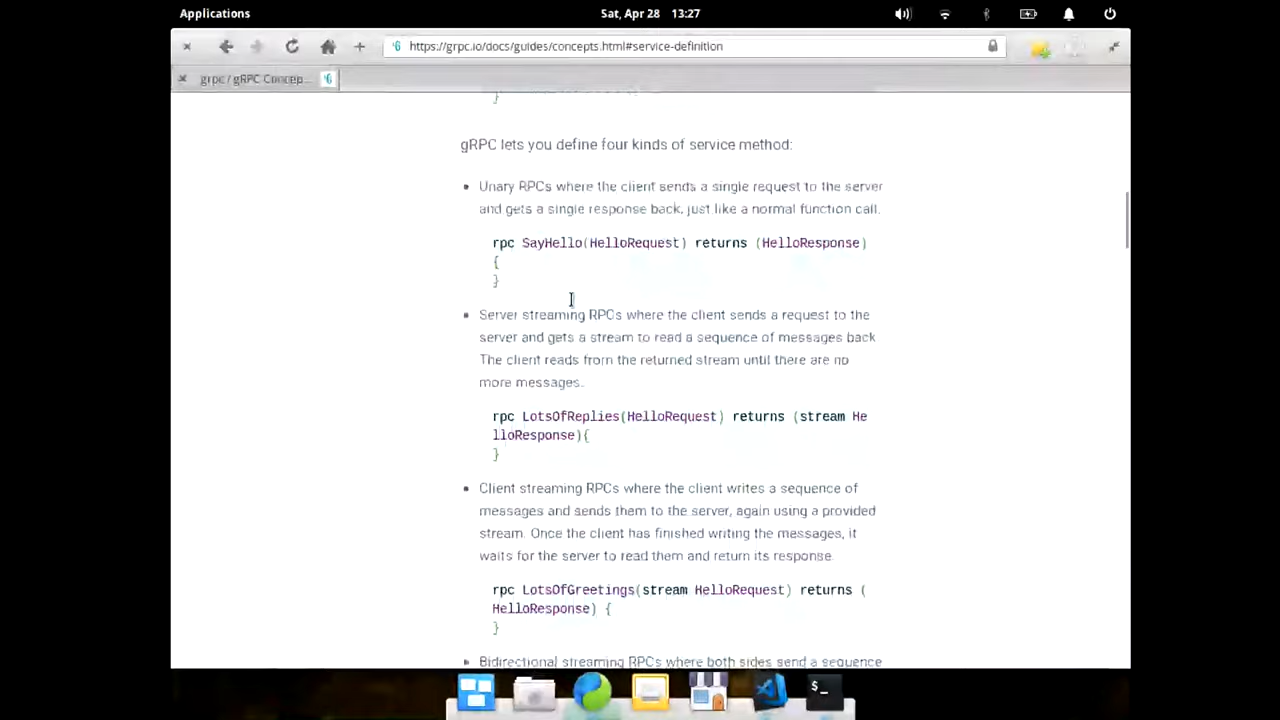 Applications
Sat, Apr 28 13:27
https://grpc.io/docs/guides/concepts.html#service-definition
grpc / gRPC Concep...
}
gRPC lets you define four kinds of service method:
Unary RPCs where the client sends a single request to the server
and gets a single response back, just like a normal function call.
rpc SayHello(HelloRequest) returns (HelloResponse)
{
}
Server streaming RPCs where the client sends a request to the
server and gets a stream to read a sequence of messages back
The client reads from the returned stream until there are no
more messages.
rpc LotsOfReplies(HelloRequest) returns (stream He
lloResponse){
}
Client streaming RPCs where the client writes a sequence of
messages and sends them to the server, again using a provided
stream. Once the client has finished writing the messages, it
waits for the server to read them and return its response.
rpc LotsOfGreetings(stream HelloRequest) returns (
HelloResponse) {
}
Bidirectional streaming RPCs where both sides send a sequence
$_